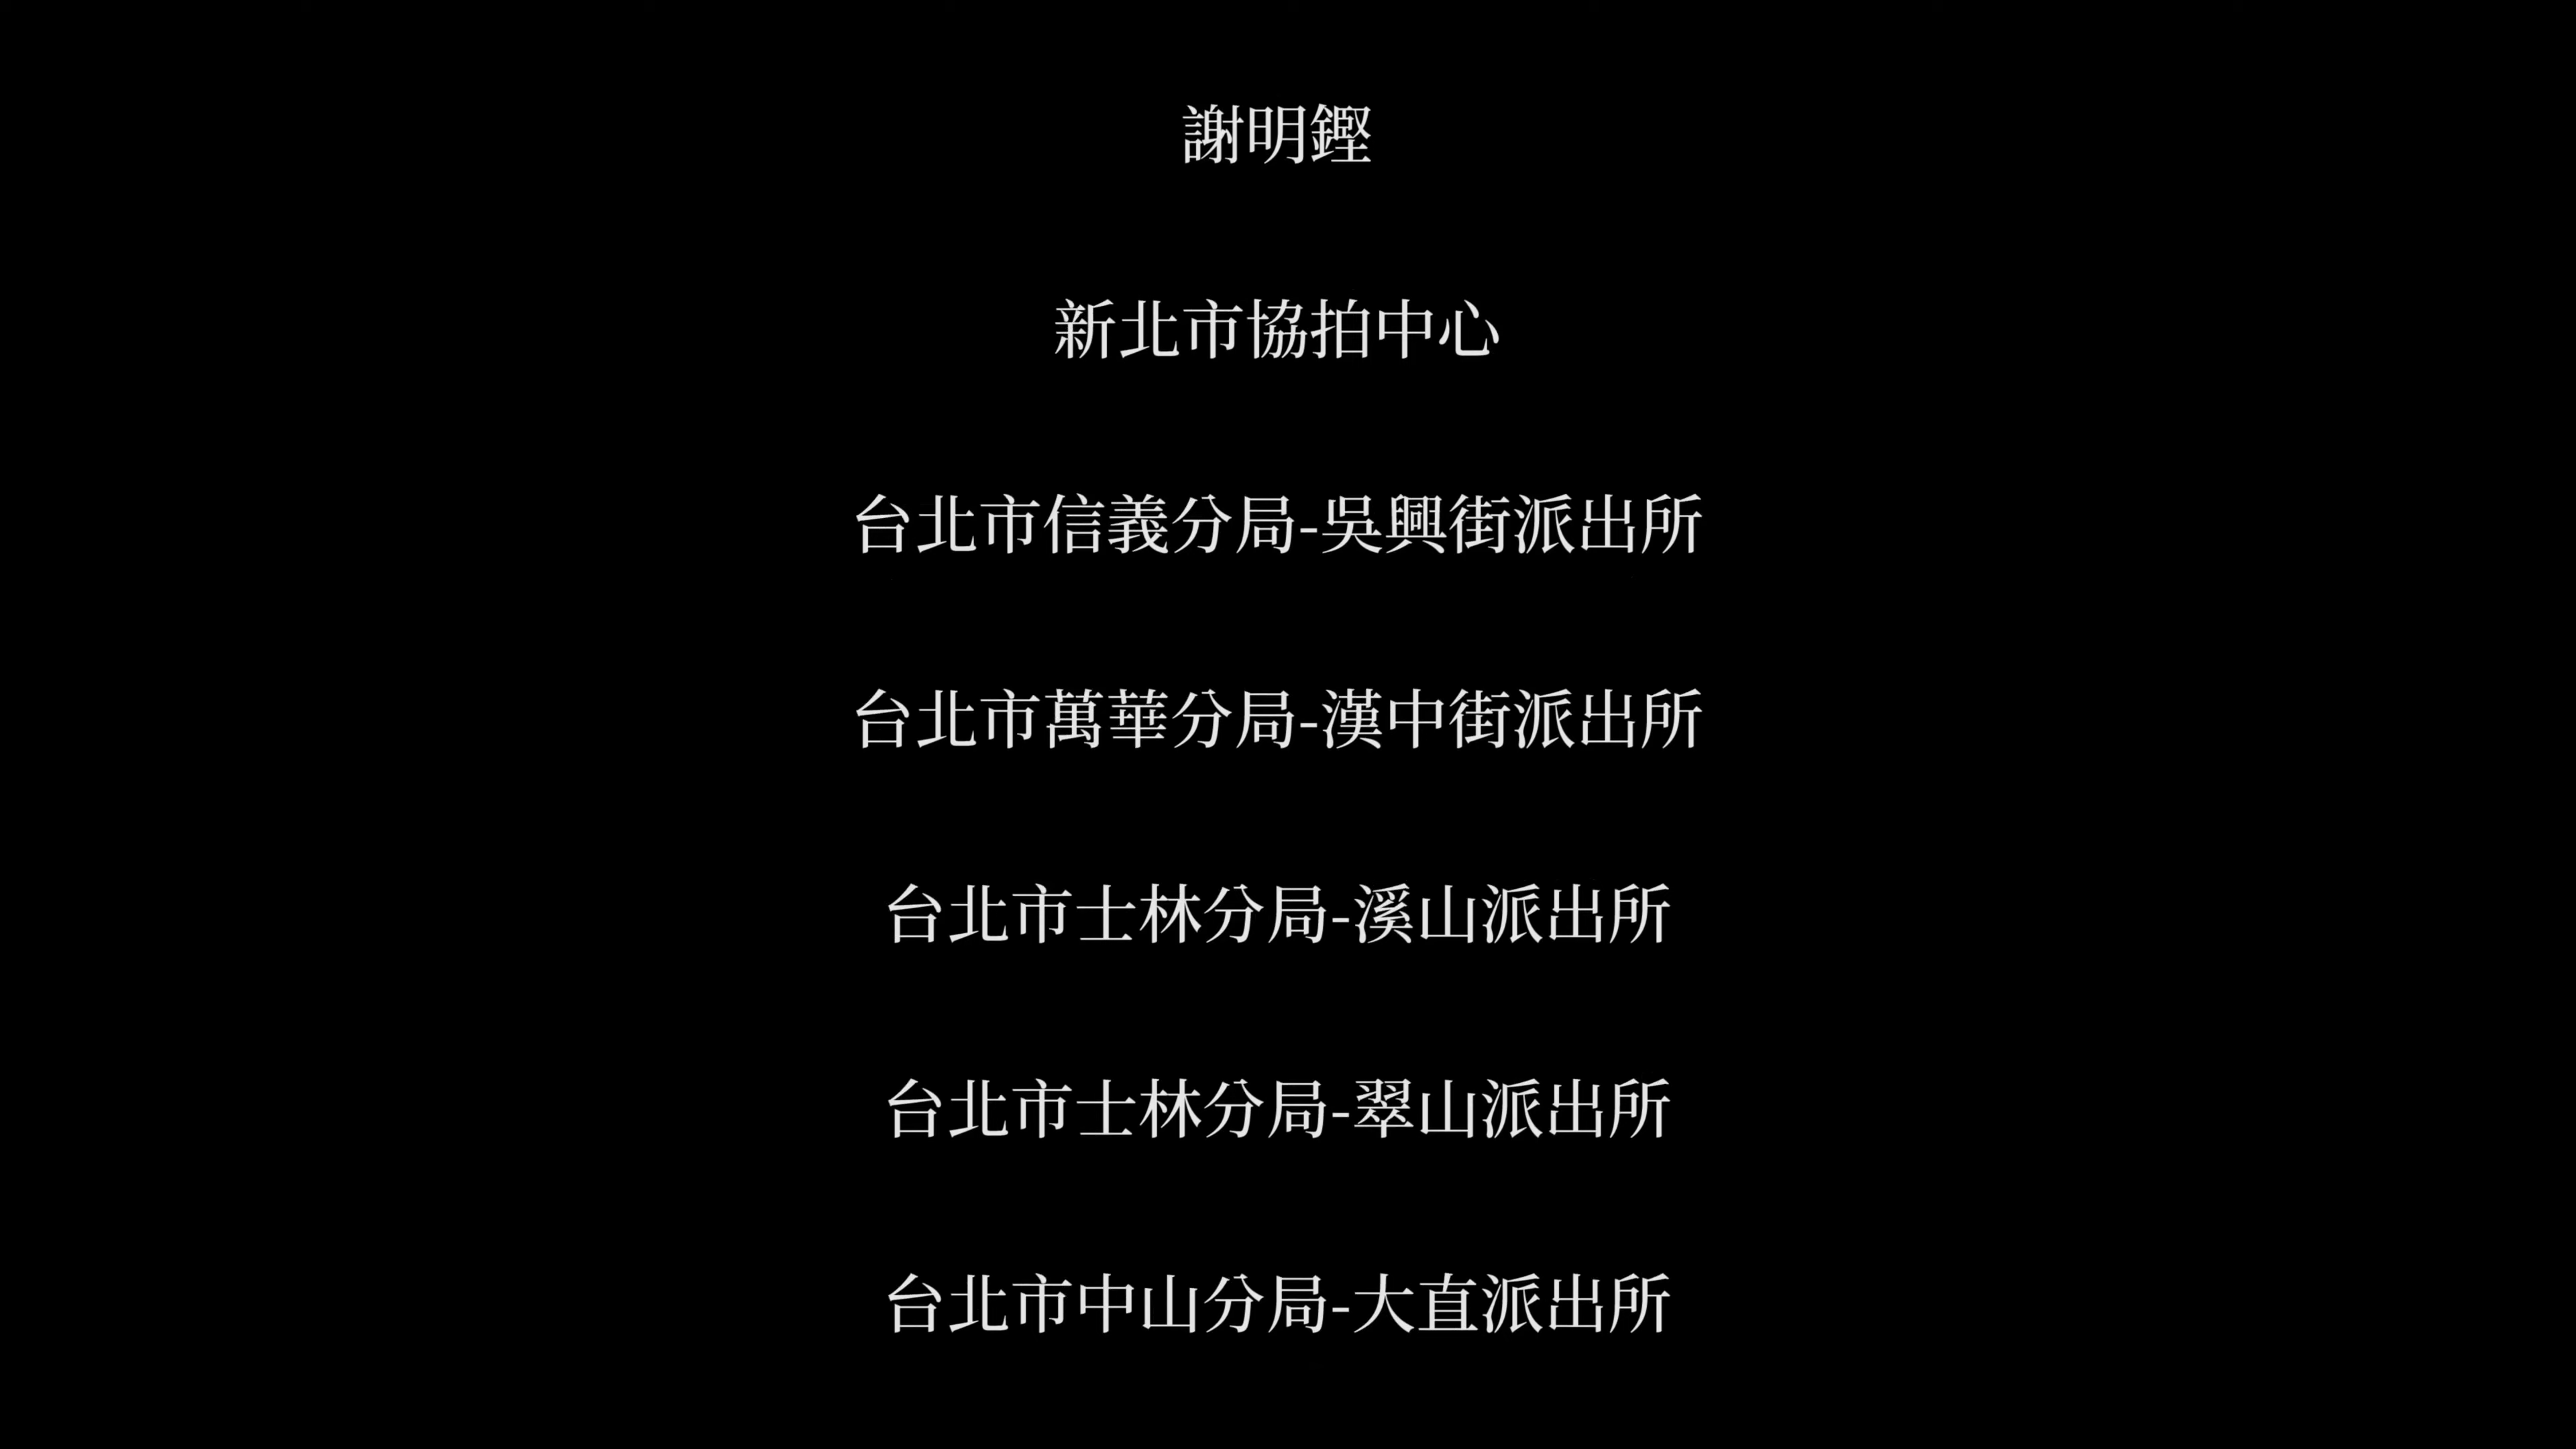 謝明鏗
新北市協拍中心
台北市信義分局-吳興街派出所
台北市萬華分局-漢中街派出所
台北市士林分局-溪山派出所
台北市士林分局-翠山派出所
台北市中山分局-大直派出所